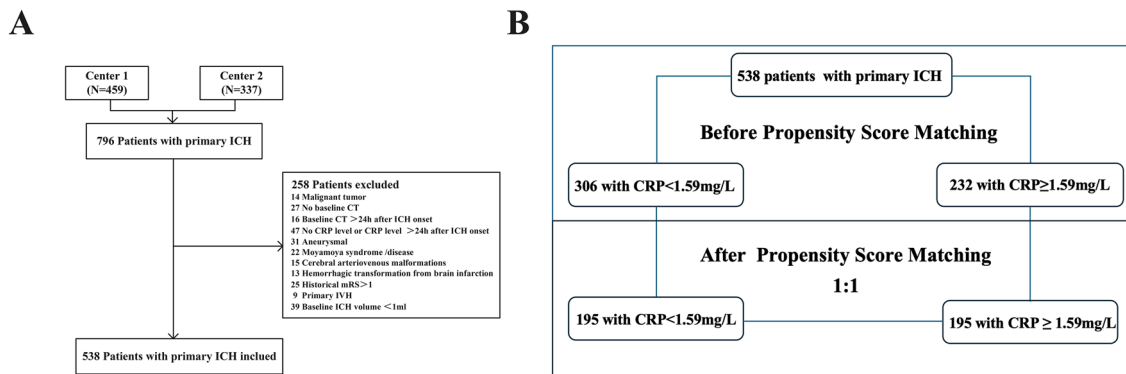 A
Center 1
(N=459)
Center 2
(N=337)
796 Patients with primary ICH
258 Patients excluded
14 Malignant tumor
27 No baseline CT
16 Baseline CT >24h after ICH onset
47 No CRP level or CRP level >24h after ICH onset
31 Aneurysmal
22 Moyamoya syndrome /disease
15 Cerebral arteriovenous malformations
13 Hemorrhagic transformation from brain infarction
25 Historical mRS>1
9 Primary IVH
39 Baseline ICH volume <1ml
538 Patients with primary ICH inclued
B
538 patients with primary ICH
Before Propensity Score Matching
306 with CRP<1.59mg/L
232 with CRP≥1.59mg/L
After Propensity Score Matching
1:1
195 with CRP<1.59mg/L
195 with CRP ≥ 1.59mg/L